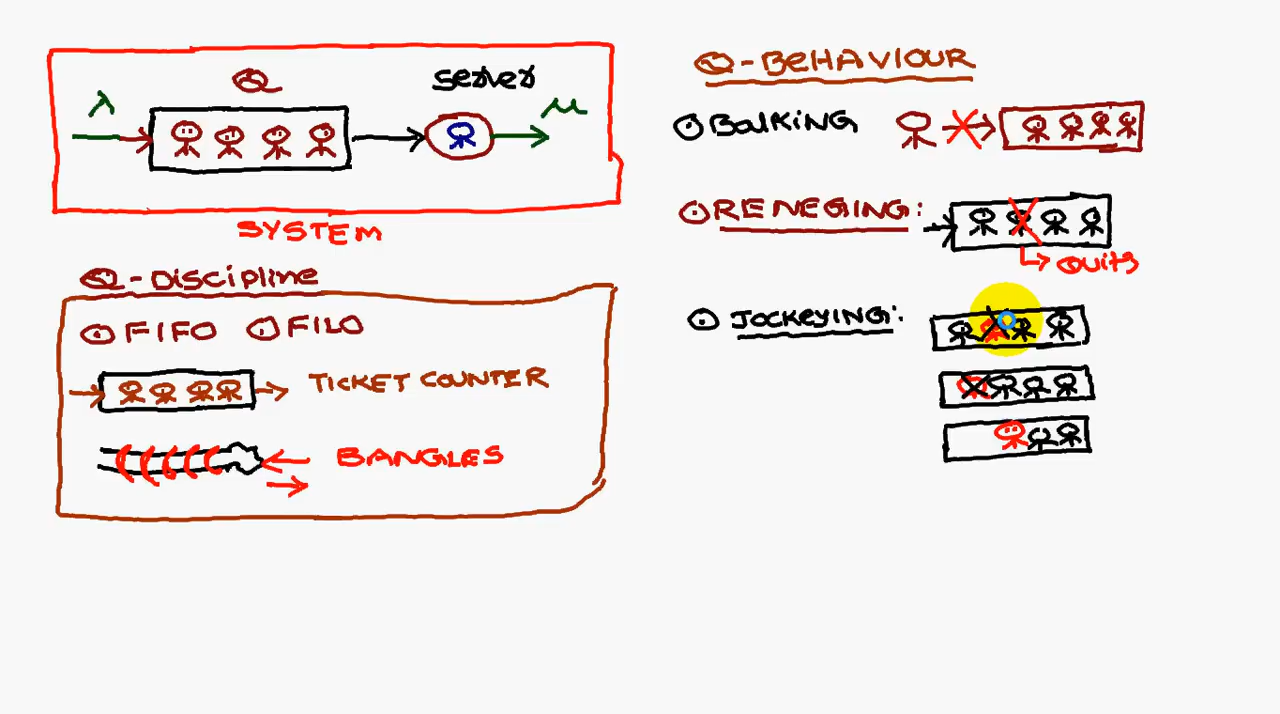 Q
server
λ
μ
SYSTEM
Q - Discipline
FIFO
FILO
TICKET COUNTER
BANGLES
Q - BEHAVIOUR
BalKING
RENEGING:
Quits
JOCKEYING: